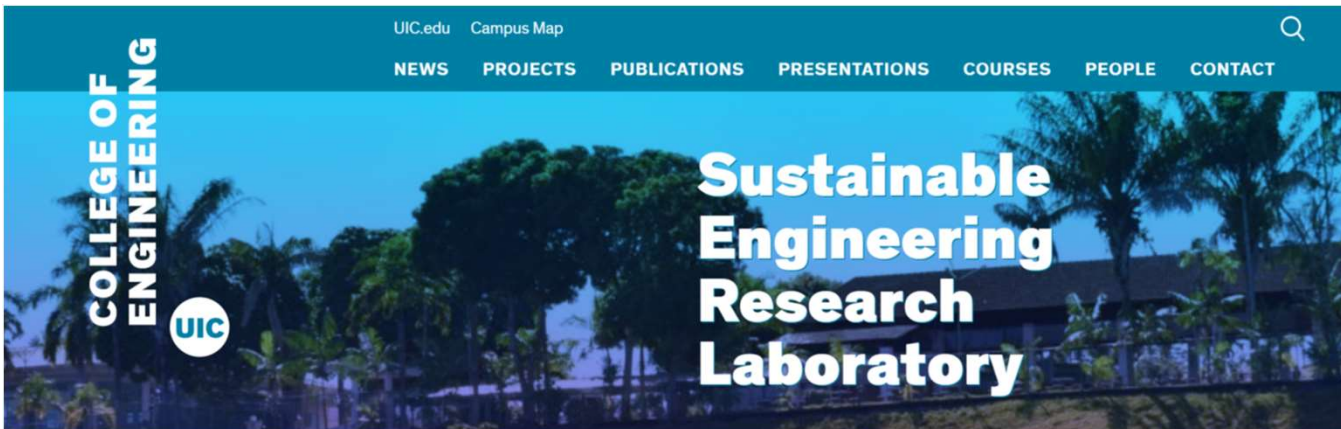 UIC.edu Campus Map
NEWS PROJECTS PUBLICATIONS PRESENTATIONS COURSES PEOPLE CONTACT
COLLEGE OF
ENGINEERING
UIC
Sustainable
Engineering
Research
Laboratory